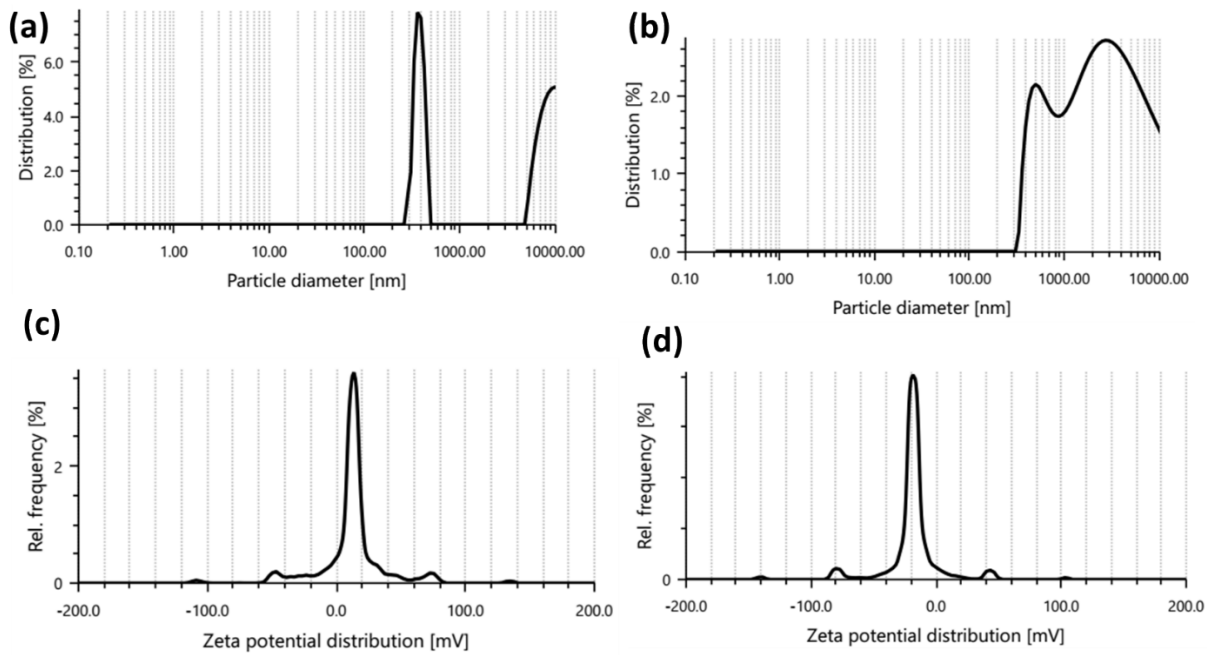 (a)
Distribution [%]
6.0
4.0
2.0
0.0
0.10 1.00 10.00 100.00 1000.00 10000.00
Particle diameter [nm]
(b)
Distribution [%]
2.0
1.0
0.0
0.10 1.00 10.00 100.00 1000.00 10000.00
Particle diameter [nm]
(c)
Rel. frequency [%]
2
0
-200.0 -100.0 0.0 100.0 200.0
Zeta potential distribution [mV]
(d)
Rel. frequency [%]
0
-200.0 -100.0 0.0 100.0 200.0
Zeta potential distribution [mV]